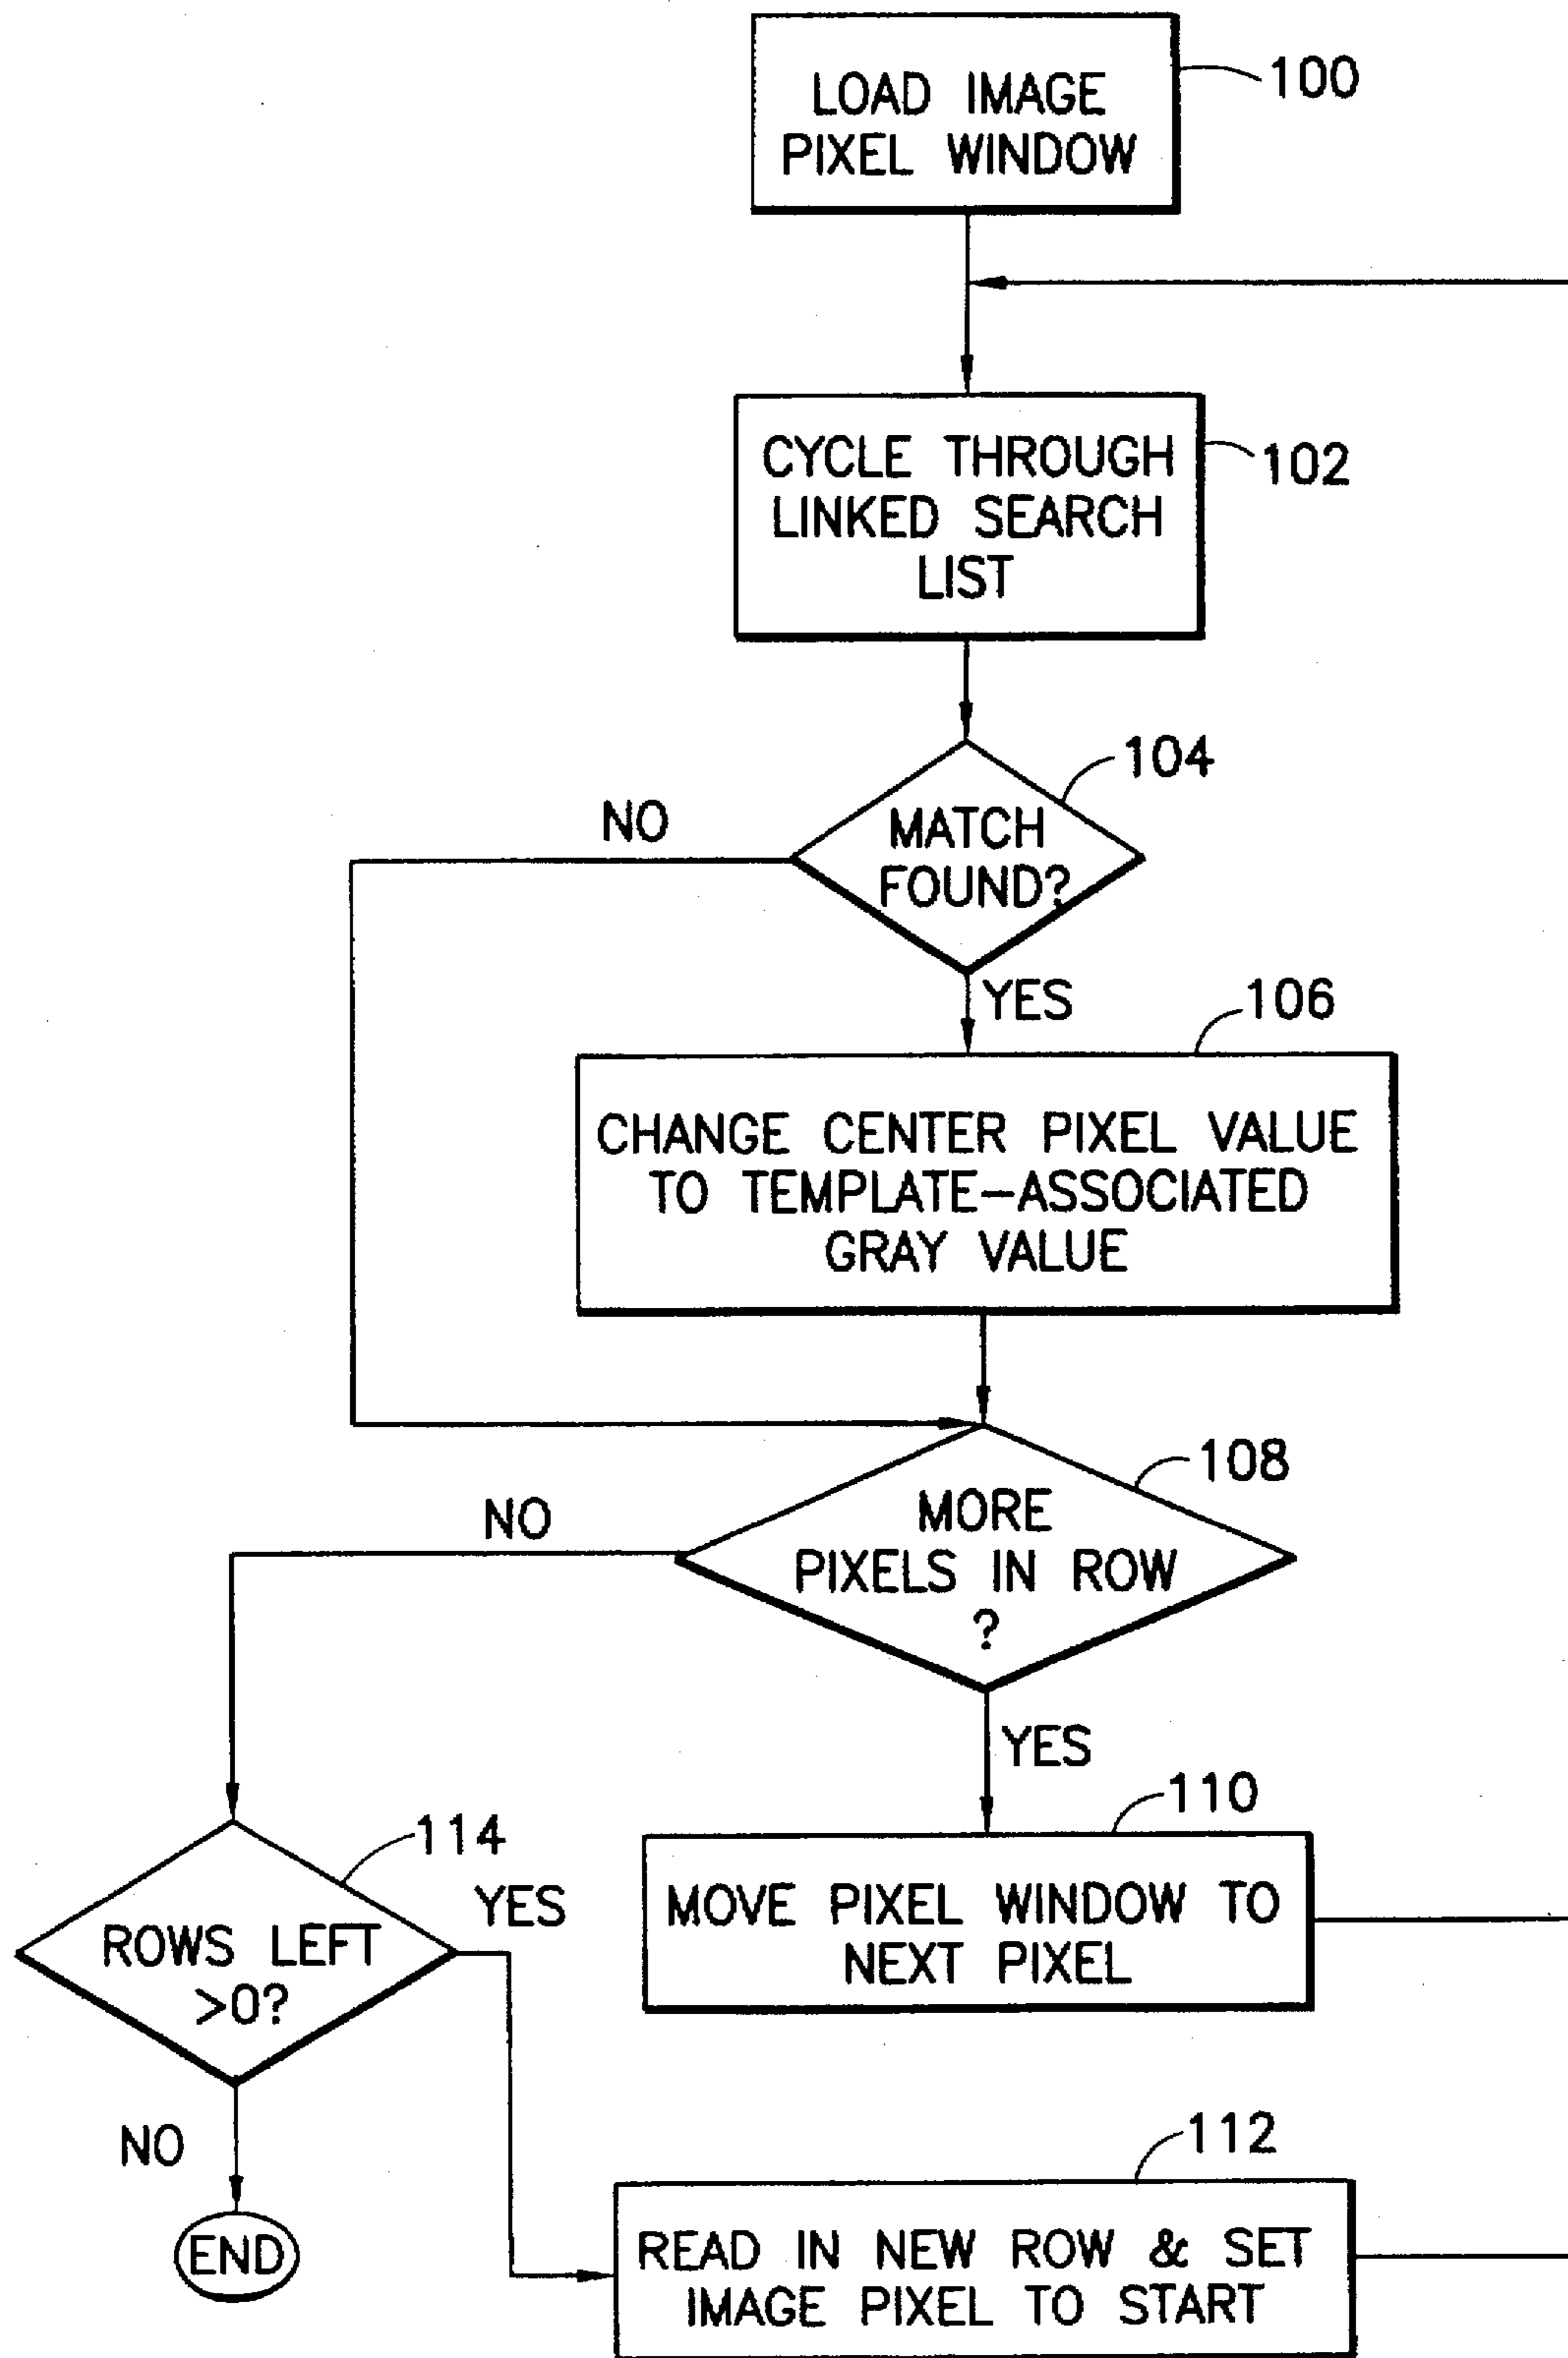 LOAD IMAGE
PIXEL WINDOW
100
CYCLE THROUGH
LINKED SEARCH
LIST
102
104
MATCH
FOUND?
NO
YES
106
CHANGE CENTER PIXEL VALUE
TO TEMPLATE-ASSOCIATED
GRAY VALUE
108
MORE
PIXELS IN ROW
?
NO
YES
110
MOVE PIXEL WINDOW TO
NEXT PIXEL
114
ROWS LEFT
>0?
YES
NO
END
112
READ IN NEW ROW & SET
IMAGE PIXEL TO START